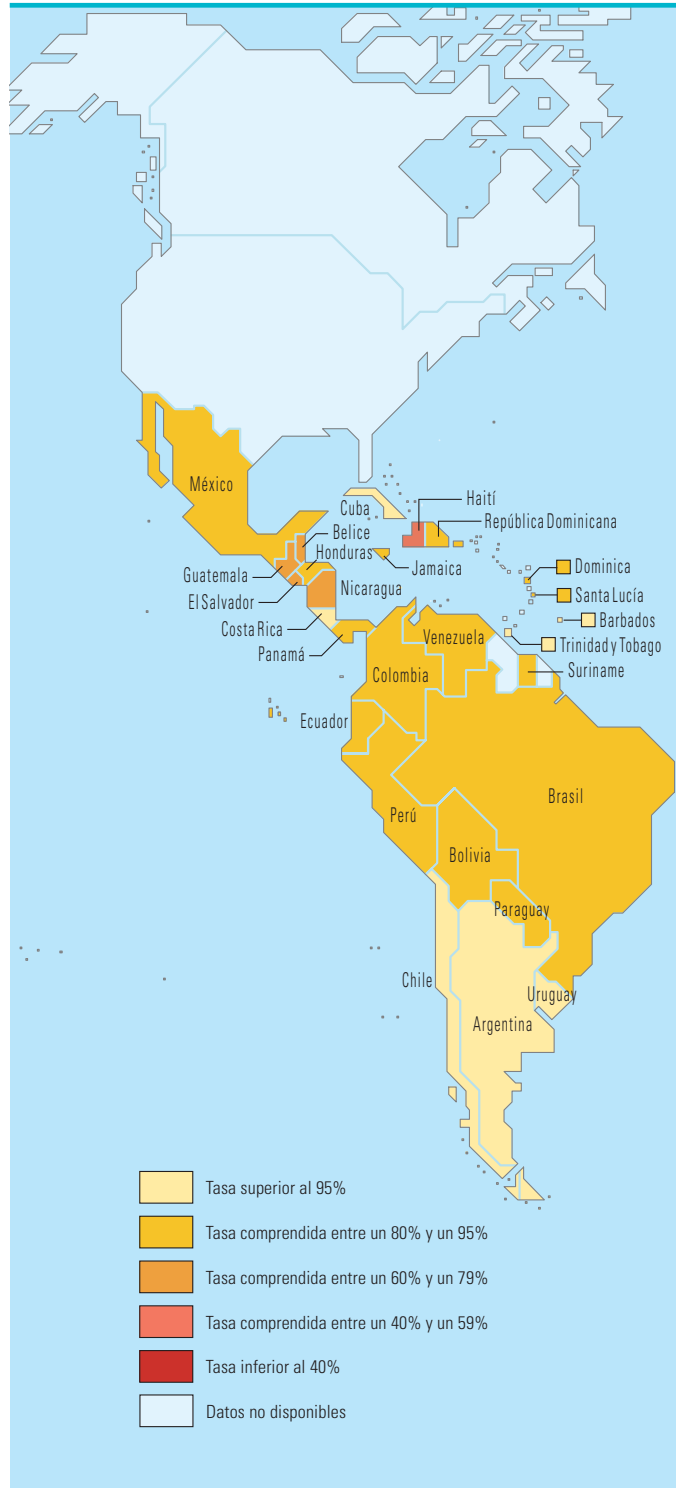 México
Cuba
Haití
República Dominicana
Belice
Honduras
Jamaica
Dominica
Guatemala
Nicaragua
El Salvador
Santa Lucía
Costa Rica
Barbados
Panamá
Venezuela
Trinidad y Tobago
Colombia
Suriname
Ecuador
Brasil
Perú
Bolivia
Paraguay
Chile
Uruguay
Argentina
Tasa superior al 95%
Tasa comprendida entre un 80% y un 95%
Tasa comprendida entre un 60% y un 79%
Tasa comprendida entre un 40% y un 59%
Tasa inferior al 40%
Datos no disponibles